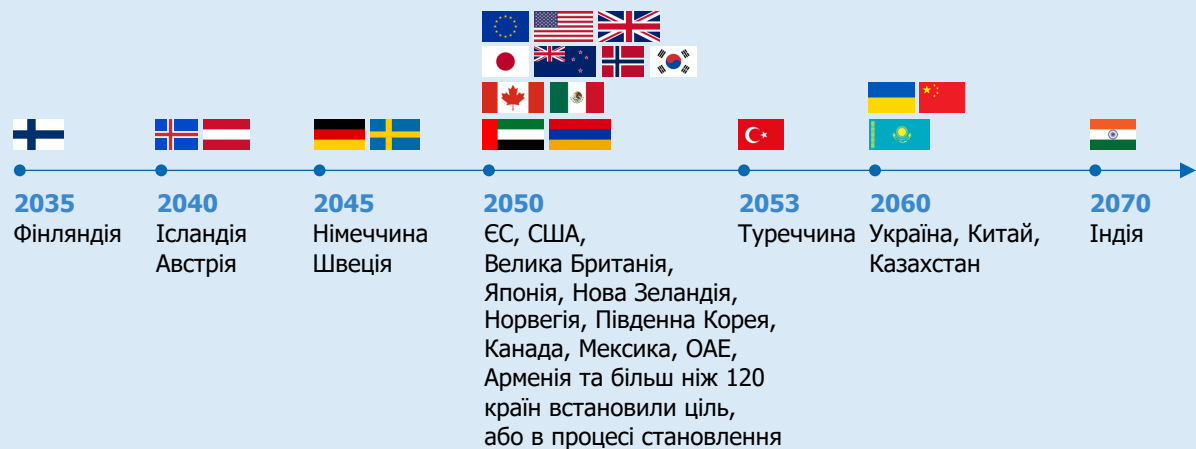 2035
Фінляндія
2040
Ісландія
Австрія
2045
Німеччина
Швеція
2050
ЄС, США,
Велика Британія,
Японія, Нова Зеландія,
Норвегія, Південна Корея,
Канада, Мексика, ОАЕ,
Арменія та більш ніж 120
країн встановили ціль,
або в процесі становлення
2053
Туреччина
2060
Україна, Китай,
Казахстан
2070
Індія